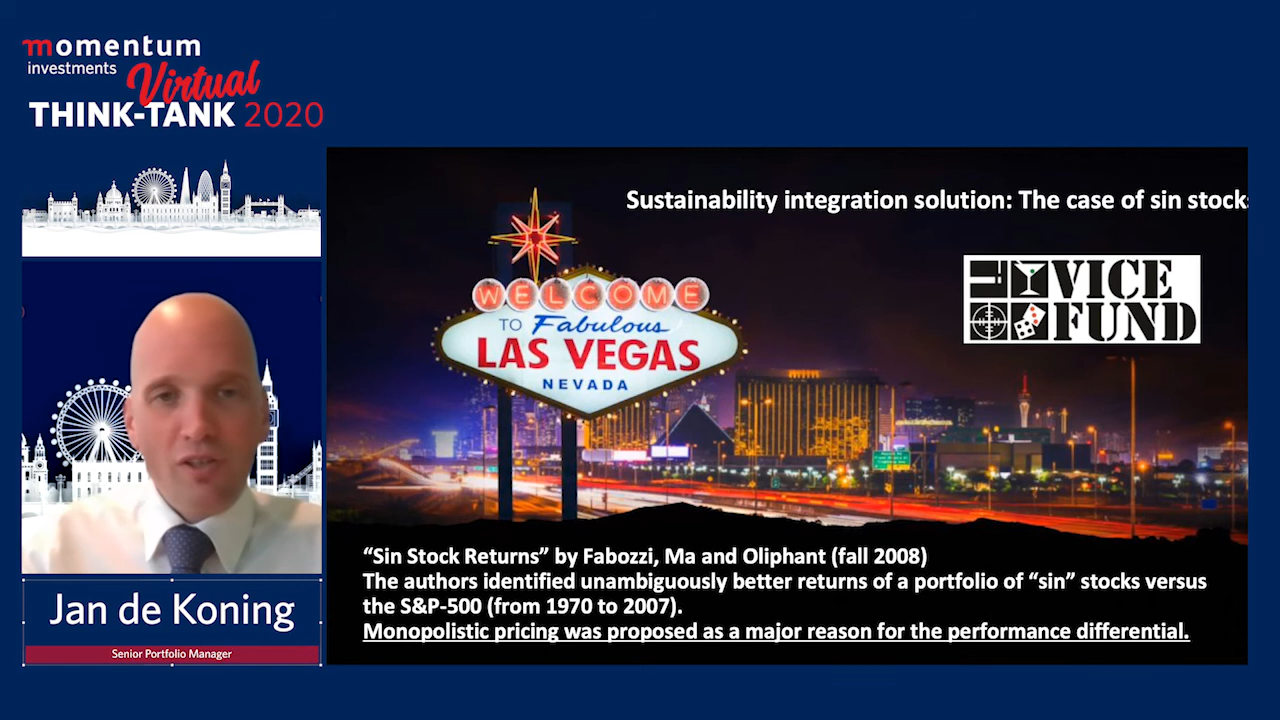 momentum
investments
Virtual
THINK-TANK 2020
Sustainability integration solution: The case of sin stock
WELCOME
TO Fabulous
LAS VEGAS
NEVADA
VICE
FUND
“Sin Stock Returns” by Fabozzi, Ma and Oliphant (fall 2008)
The authors identified unambiguously better returns of a portfolio of “sin” stocks versus
the S&P-500 (from 1970 to 2007).
Monopolistic pricing was proposed as a major reason for the performance differential.
Jan de Koning
Senior Portfolio Manager